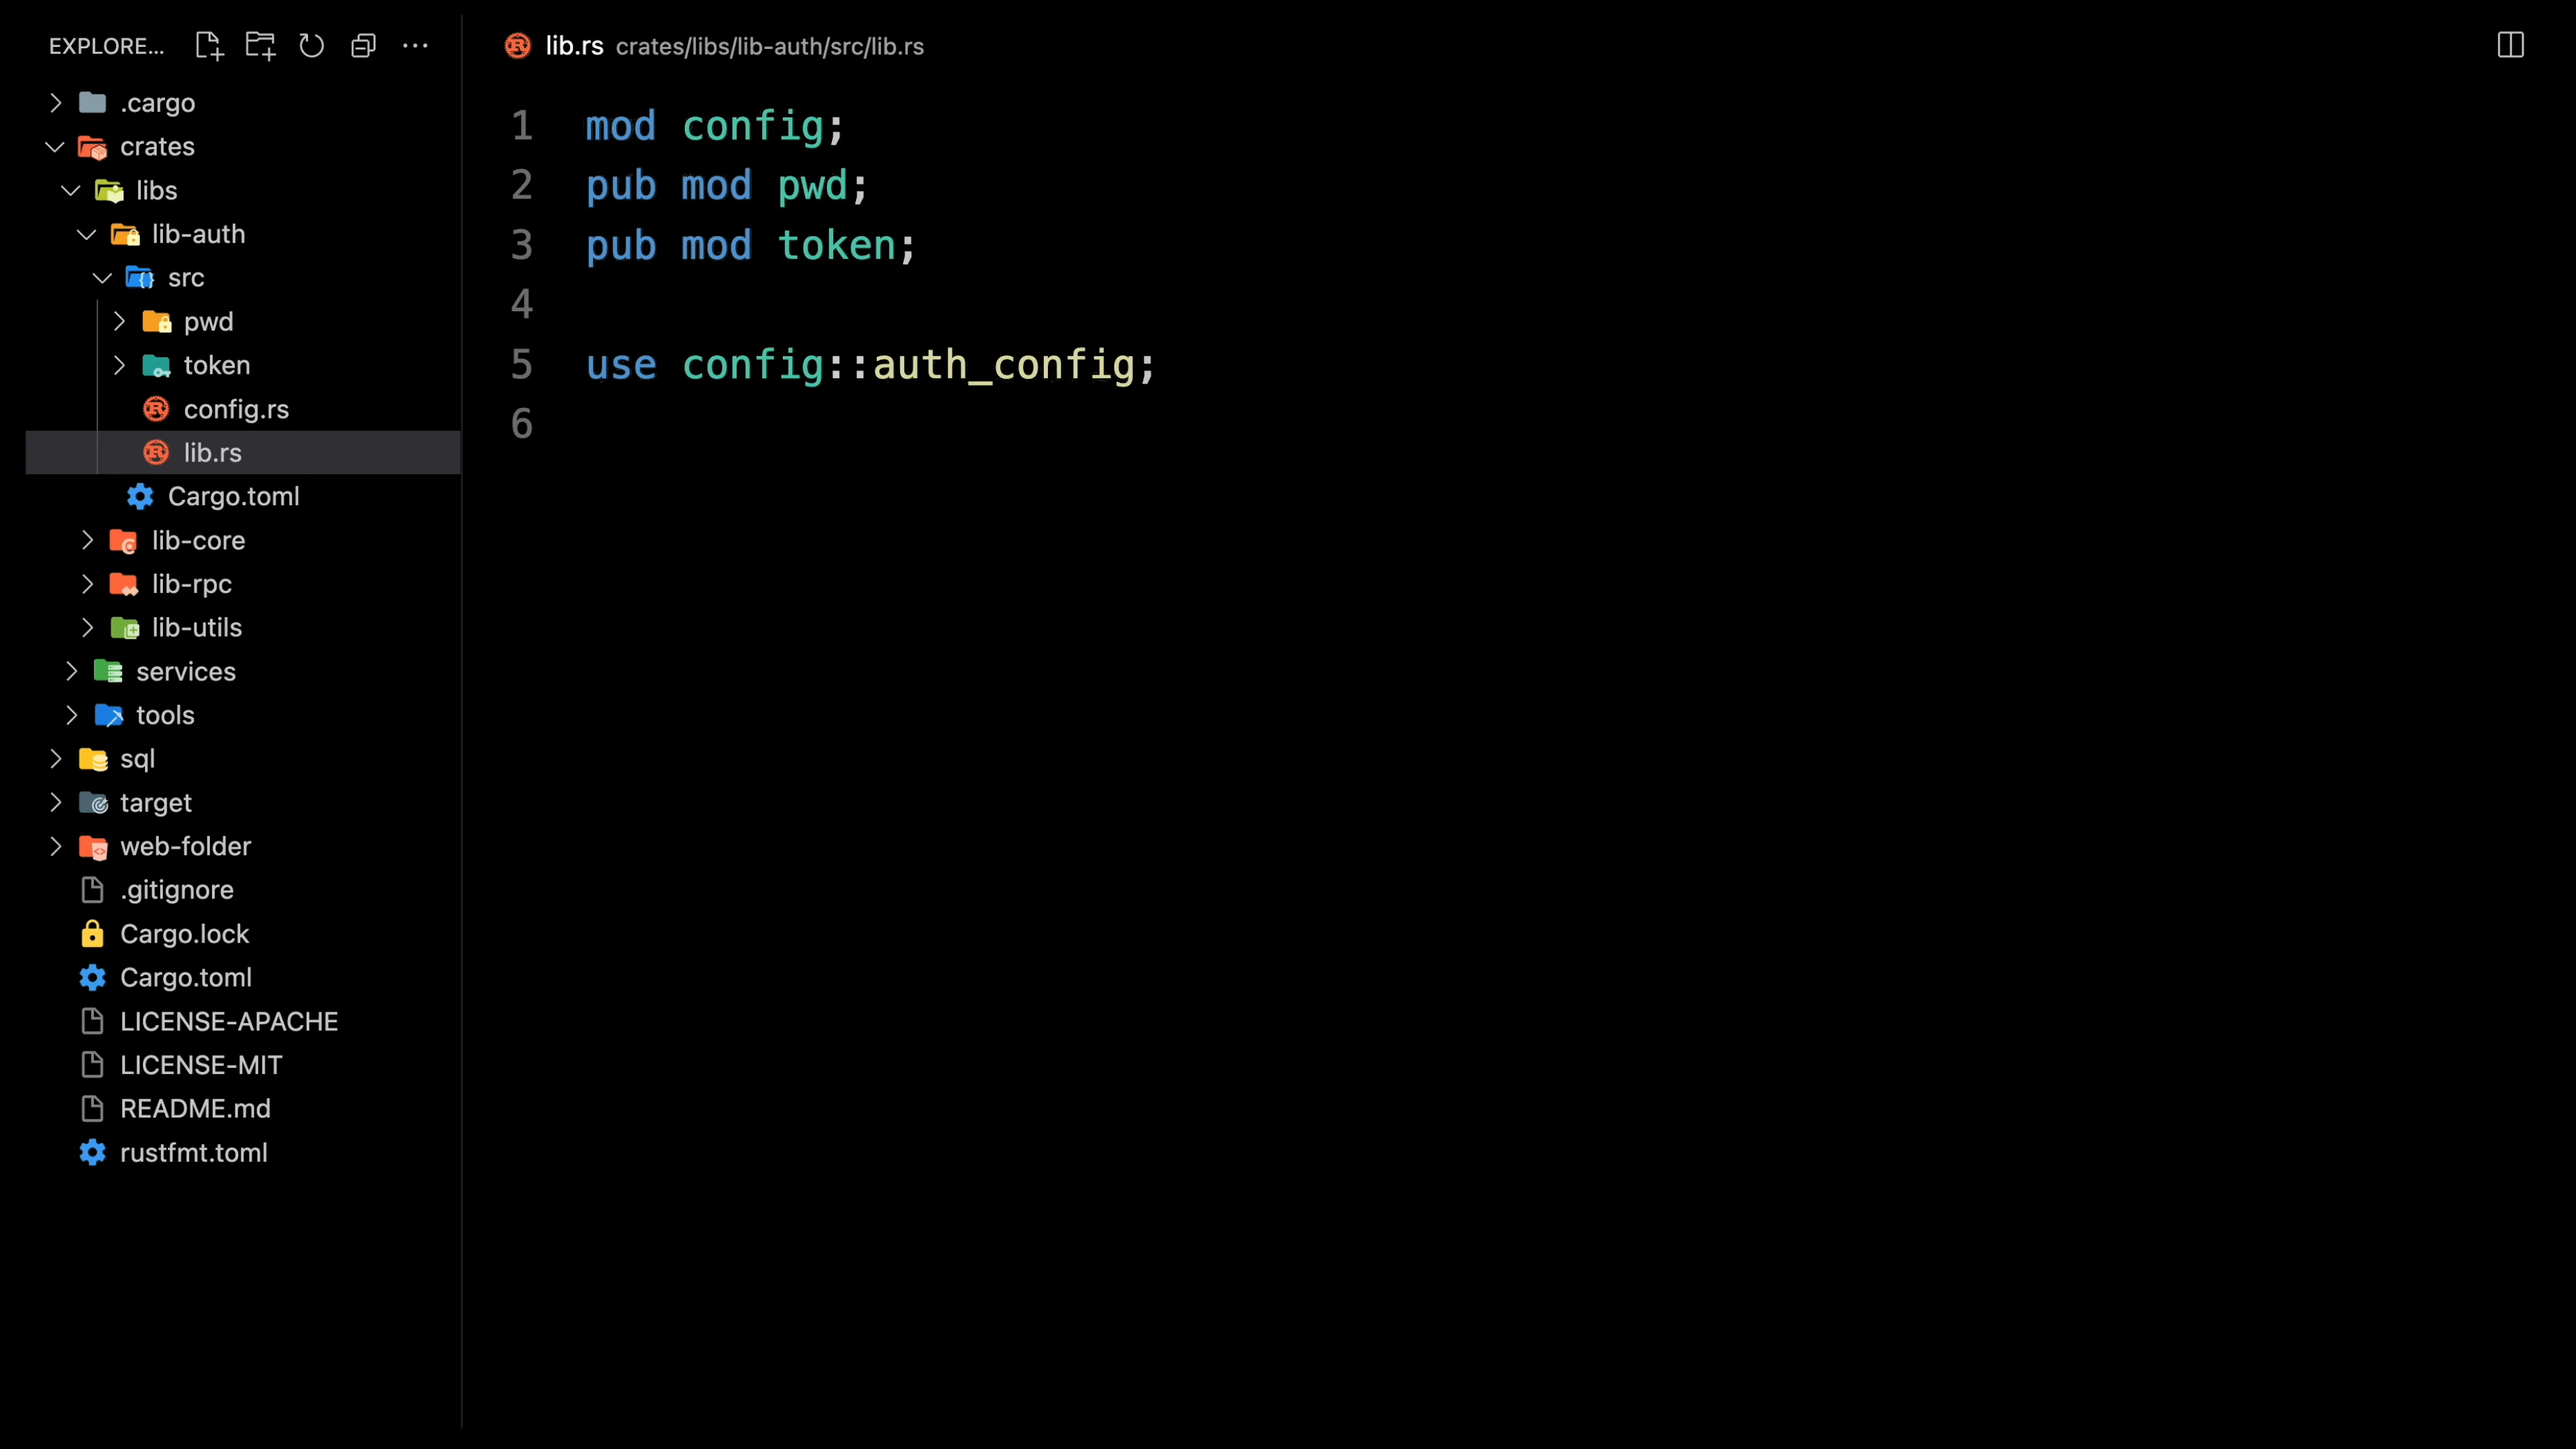 EXPLORE...
.cargo
crates
libs
lib-auth
src
pwd
token
config.rs
lib.rs
Cargo.toml
lib-core
lib-rpc
lib-utils
services
tools
sql
target
web-folder
.gitignore
Cargo.lock
Cargo.toml
LICENSE-APACHE
LICENSE-MIT
README.md
rustfmt.toml
lib.rs crates/libs/lib-auth/src/lib.rs
1 mod config;
2 pub mod pwd;
3 pub mod token;
4
5 use config::auth_config;
6